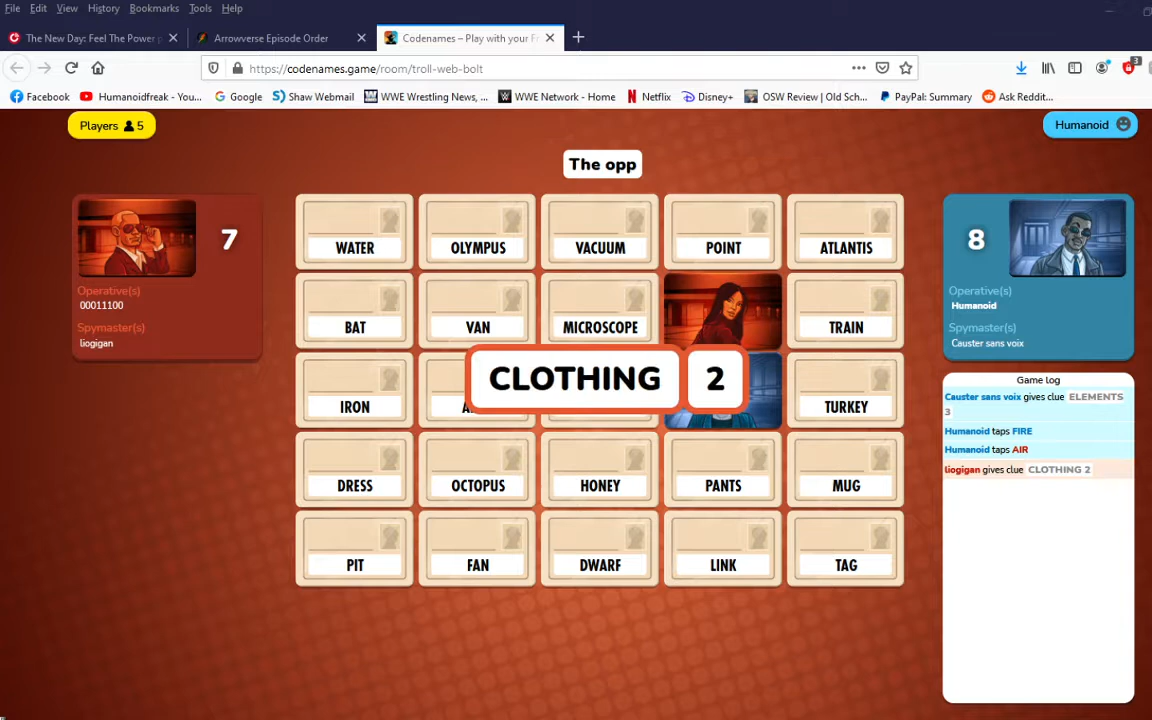 File Edit View History Bookmarks Tools Help
The New Day: Feel The Power p
Arrowverse Episode Order
Codenames – Play with your Fr
https://codenames.game/room/troll-web-bolt
3
Facebook
Humanoidfreak - You...
Google
Shaw Webmail
WWE Wrestling News, ...
WWE Network - Home
Netflix
Disney+
OSW Review | Old Sch...
PayPal: Summary
Ask Reddit...
Players 5
Humanoid
The opp
7
Operative(s)
00011100
Spymaster(s)
liogigan
WATER OLYMPUS VACUUM POINT ATLANTIS
BAT VAN MICROSCOPE TRAIN
CLOTHING 2
IRON TURKEY
DRESS OCTOPUS HONEY PANTS MUG
PIT FAN DWARF LINK TAG
8
Operative(s)
Humanoid
Spymaster(s)
Causter sans voix
Game log
Causter sans voix gives clue ELEMENTS
3
Humanoid taps FIRE
Humanoid taps AIR
liogigan gives clue CLOTHING 2